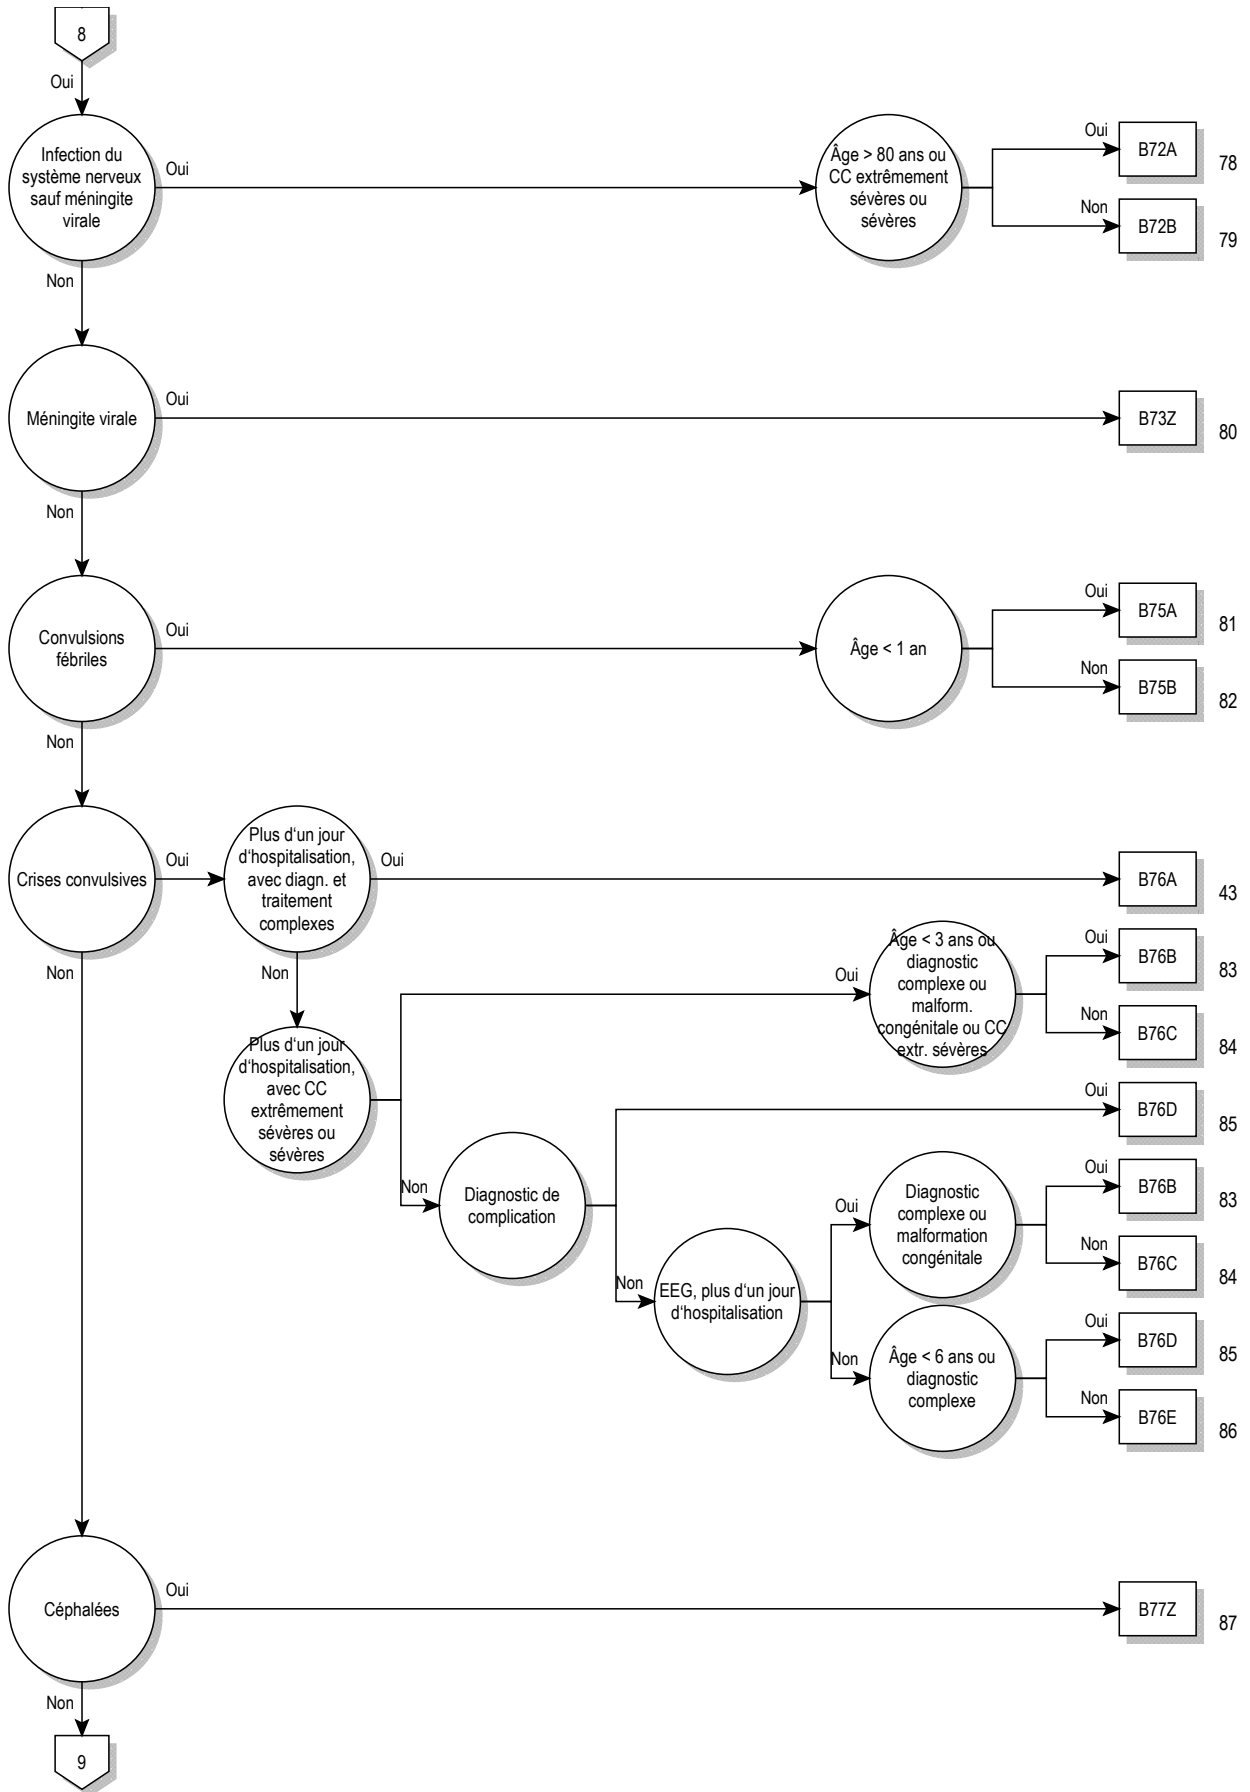 8
Oui
Infection du
système nerveux
sauf méningite
virale
Oui
Âge > 80 ans ou
CC extrêmement
sévères ou
sévères
Oui
B72A
78
Non
B72B
79
Non
Méningite virale
Oui
B73Z
80
Non
Convulsions
fébriles
Oui
Âge < 1 an
Oui
B75A
81
Non
B75B
82
Non
Crises convulsives
Oui
Plus d'un jour
d'hospitalisation,
avec diagn. et
traitement
complexes
Oui
B76A
43
Non
Non
Plus d'un jour
d'hospitalisation,
avec CC
extrêmement
sévères ou
sévères
Oui
Âge < 3 ans ou
diagnostic
complexe ou
malform.
congénitale ou CC
extr. sévères
Oui
B76B
83
Non
B76C
84
Non
Diagnostic de
complication
Oui
B76D
85
Non
EEG, plus d'un jour
d'hospitalisation
Oui
Diagnostic
complexe ou
malformation
congénitale
Oui
B76B
83
Non
B76C
84
Non
Âge < 6 ans ou
diagnostic
complexe
Oui
B76D
85
Non
B76E
86
Céphalées
Oui
B77Z
87
Non
9